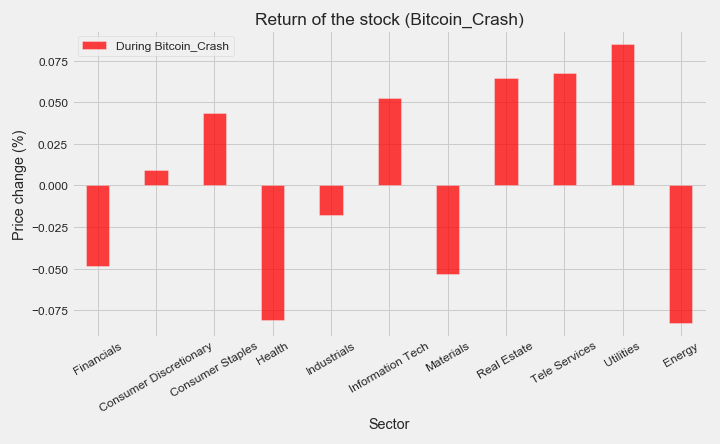 Return of the stock (Bitcoin_Crash)
During Bitcoin_Crash
Price change (%)
0.075
0.050
0.025
0.000
−0.025
−0.050
−0.075
Financials
Consumer Discretionary
Consumer Staples
Health
Industrials
Information Tech
Materials
Real Estate
Tele Services
Utilities
Energy
Sector